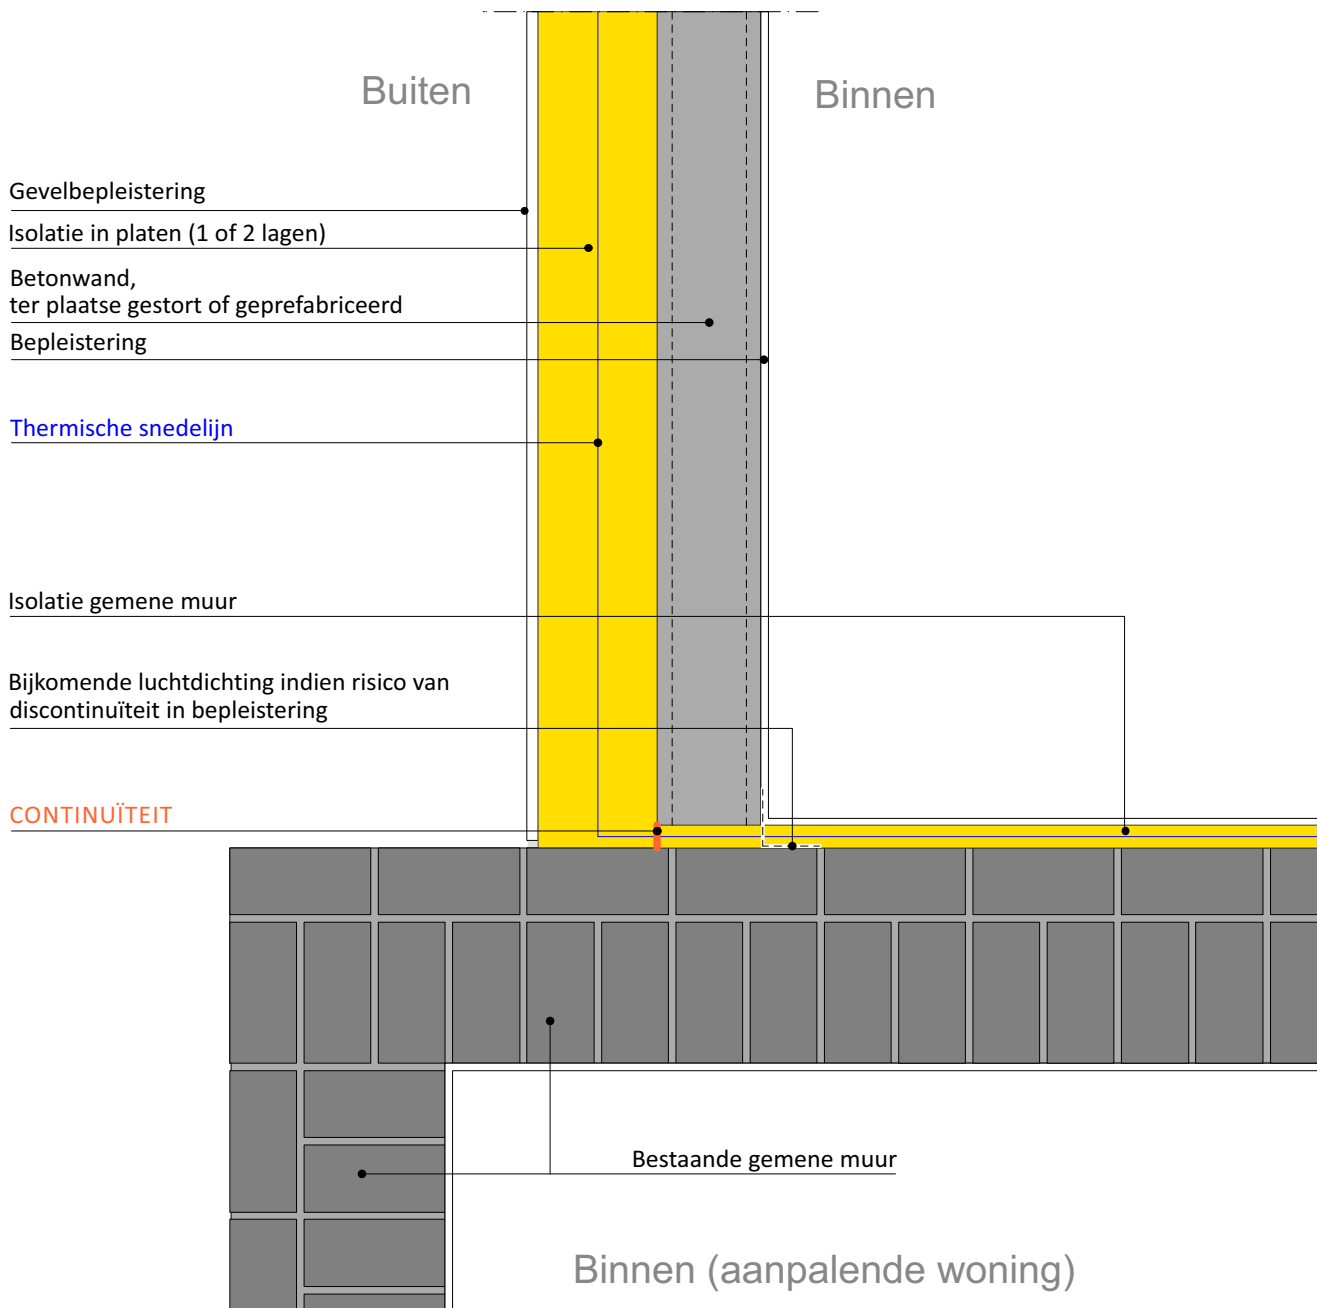 Buiten
Binnen
Gevelbepleistering
Isolatie in platen (1 of 2 lagen)
Betonwand,
ter plaatse gestort of geprefabriceerd
Bepleistering
Thermische snedelijn
Isolatie gemene muur
Bijkomende luchtdichting indien risico van
discontinuïteit in bepleistering
CONTINUÏTEIT
Bestaande gemene muur
Binnen (aanpalende woning)